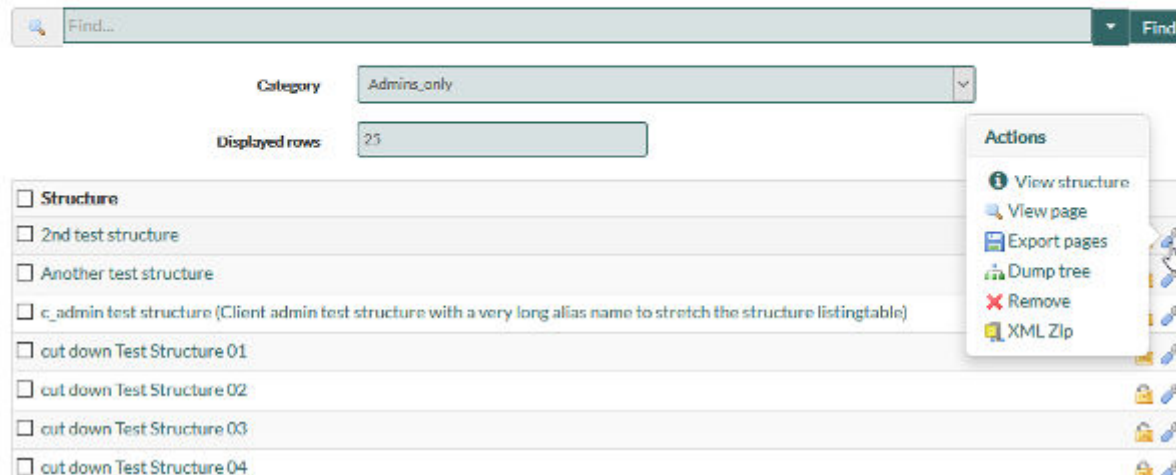 Find...
Find
Category
Admins_only
Displayed rows
25
Actions
View structure
View page
Export pages
Dump tree
Remove
XML Zip
Structure
2nd test structure
Another test structure
c_admin test structure (Client admin test structure with a very long alias name to stretch the structure listingtable)
cut down Test Structure 01
cut down Test Structure 02
cut down Test Structure 03
cut down Test Structure 04